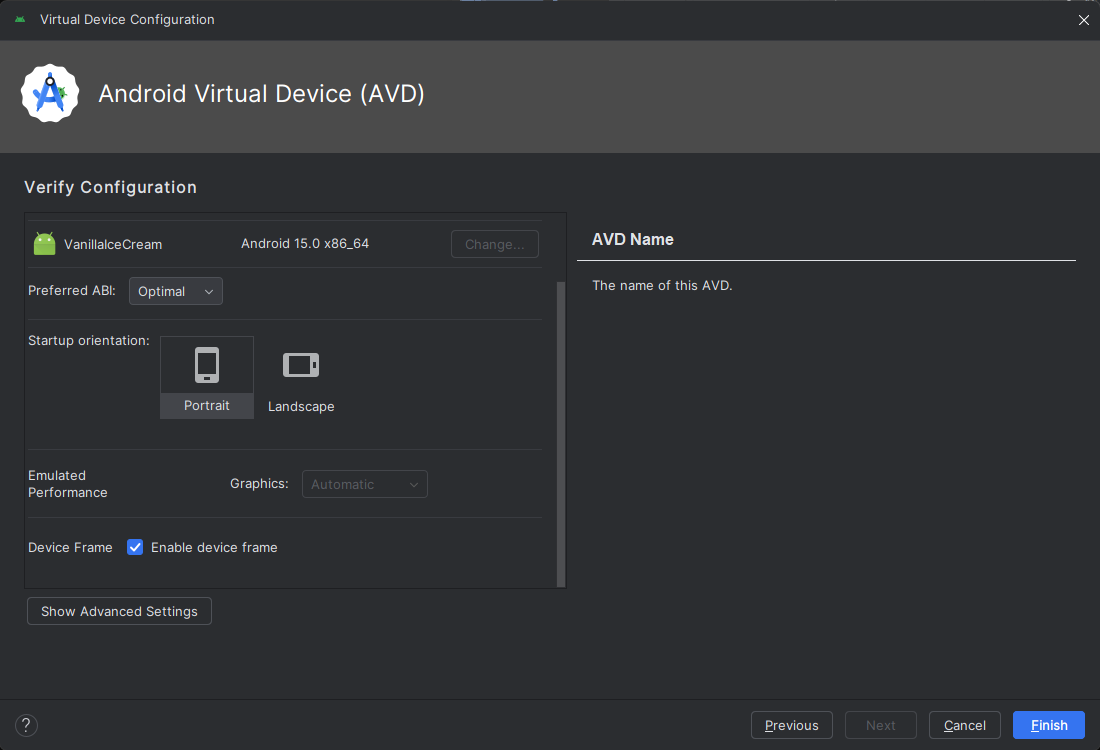 Virtual Device Configuration
Android Virtual Device (AVD)
Verify Configuration
VanillaIceCream Android 15.0 x86_64 Change...
Preferred ABI: Optimal
Startup orientation:
Portrait
Landscape
Emulated
Performance
Graphics: Automatic
Device Frame Enable device frame
Show Advanced Settings
AVD Name
The name of this AVD.
?
Previous Next Cancel Finish